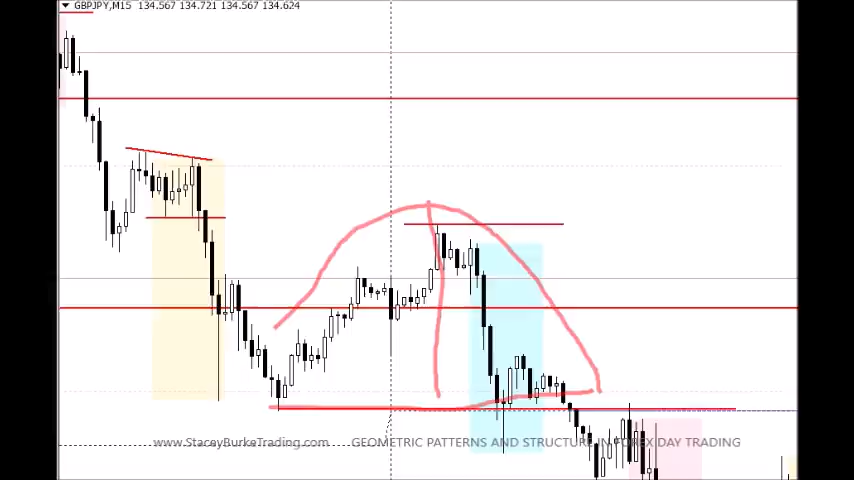 GBPJPY,M15 134.567 134.721 134.567 134.624
www.StaceyBurkeTrading.com GEOMETRIC PATTERNS AND STRUCTURE IN FOREX DAY TRADING